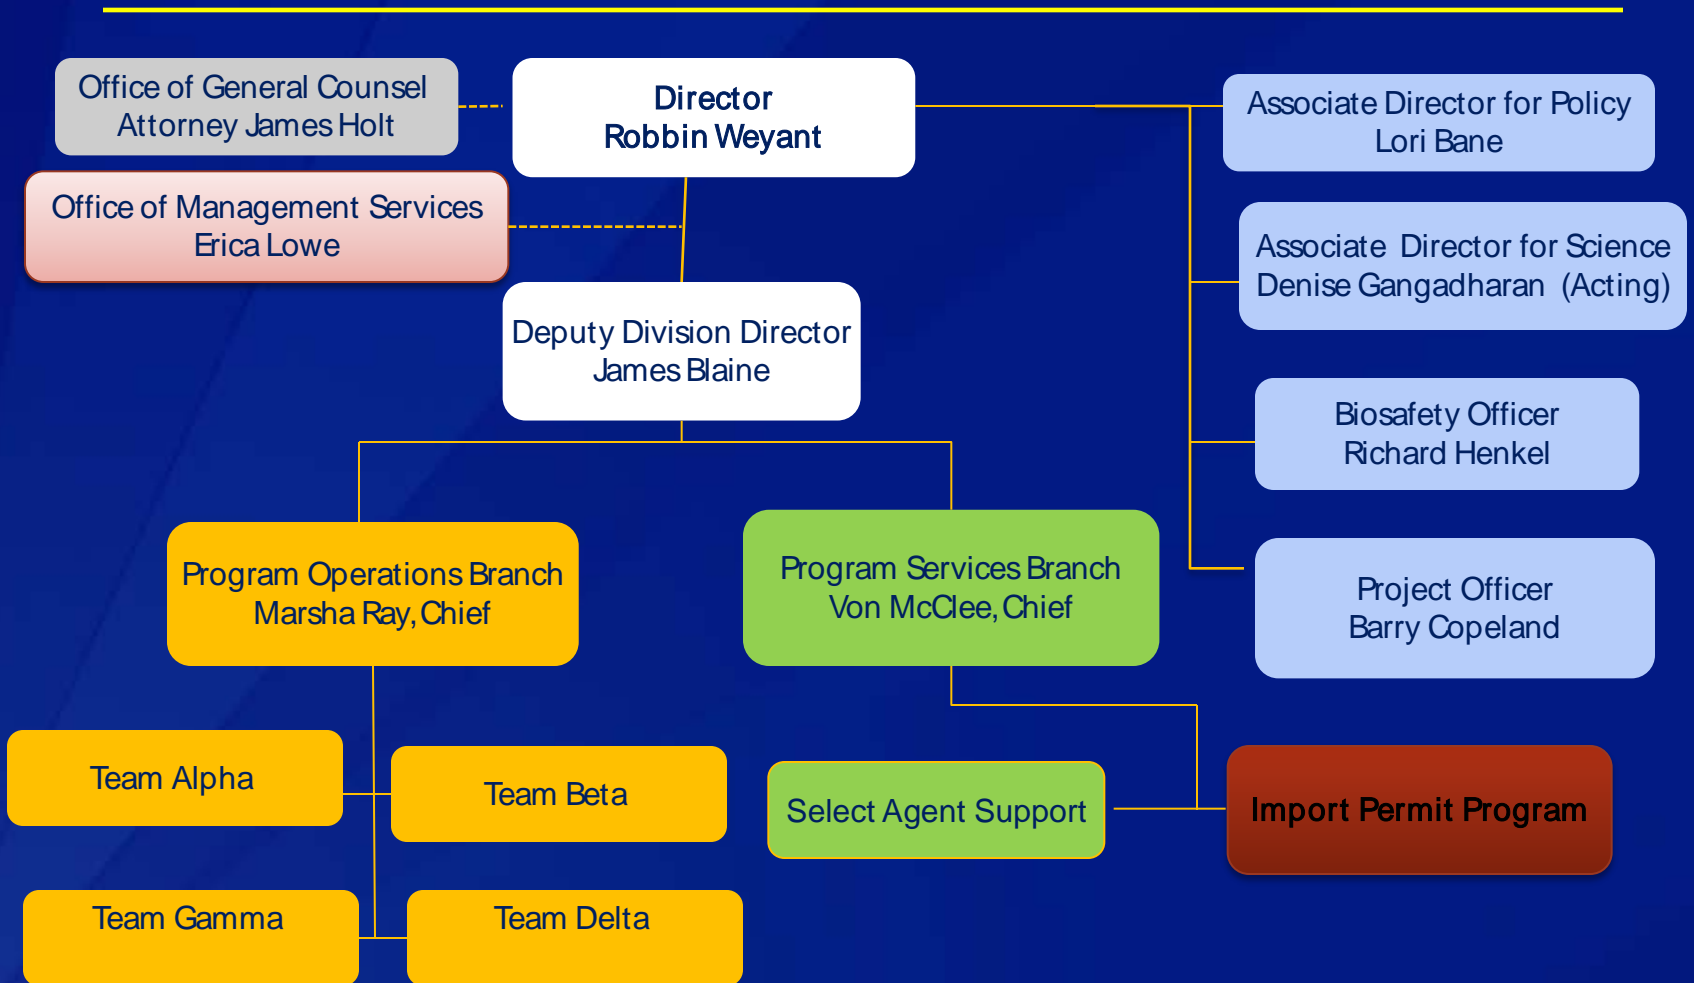 Office of General Counsel
Attorney James Holt
Director
Robbin Weyant
Associate Director for Policy
Lori Bane
Office of Management Services
Erica Lowe
Associate Director for Science
Denise Gangadharan (Acting)
Deputy Division Director
James Blaine
Biosafety Officer
Richard Henkel
Program Operations Branch
Marsha Ray, Chief
Program Services Branch
Von McClee, Chief
Project Officer
Barry Copeland
Team Alpha
Team Beta
Select Agent Support
Import Permit Program
Team Gamma
Team Delta